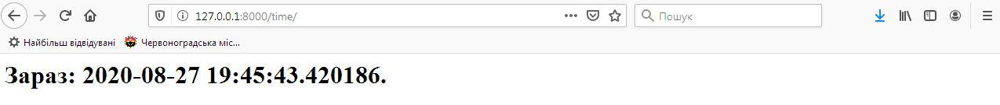 127.0.0.1:8000/time/
Пошук
Найбільш відвідувані
Червоноградська міс...
Зараз: 2020-08-27 19:45:43.420186.